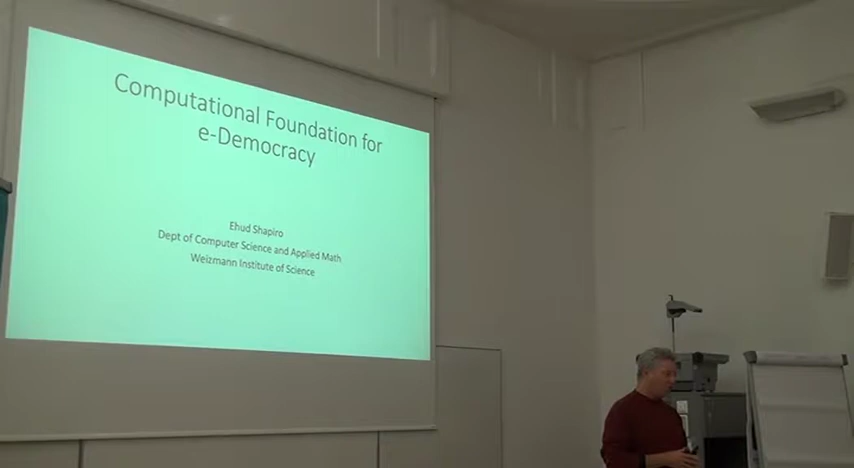 Computational Foundation for
e-Democracy
Ehud Shapiro
Dept of Computer Science and Applied Math
Weizmann Institute of Science